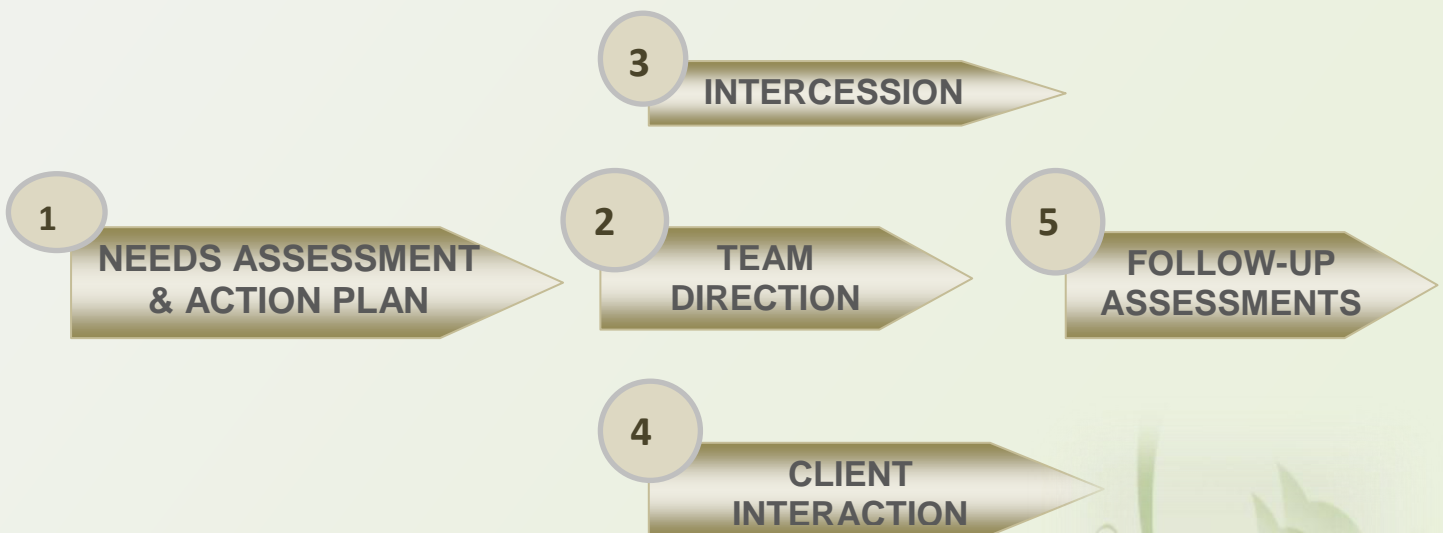 3
INTERCESSION
1
NEEDS ASSESSMENT
& ACTION PLAN
2
TEAM
DIRECTION
5
FOLLOW-UP
ASSESSMENTS
4
CLIENT
INTERACTION